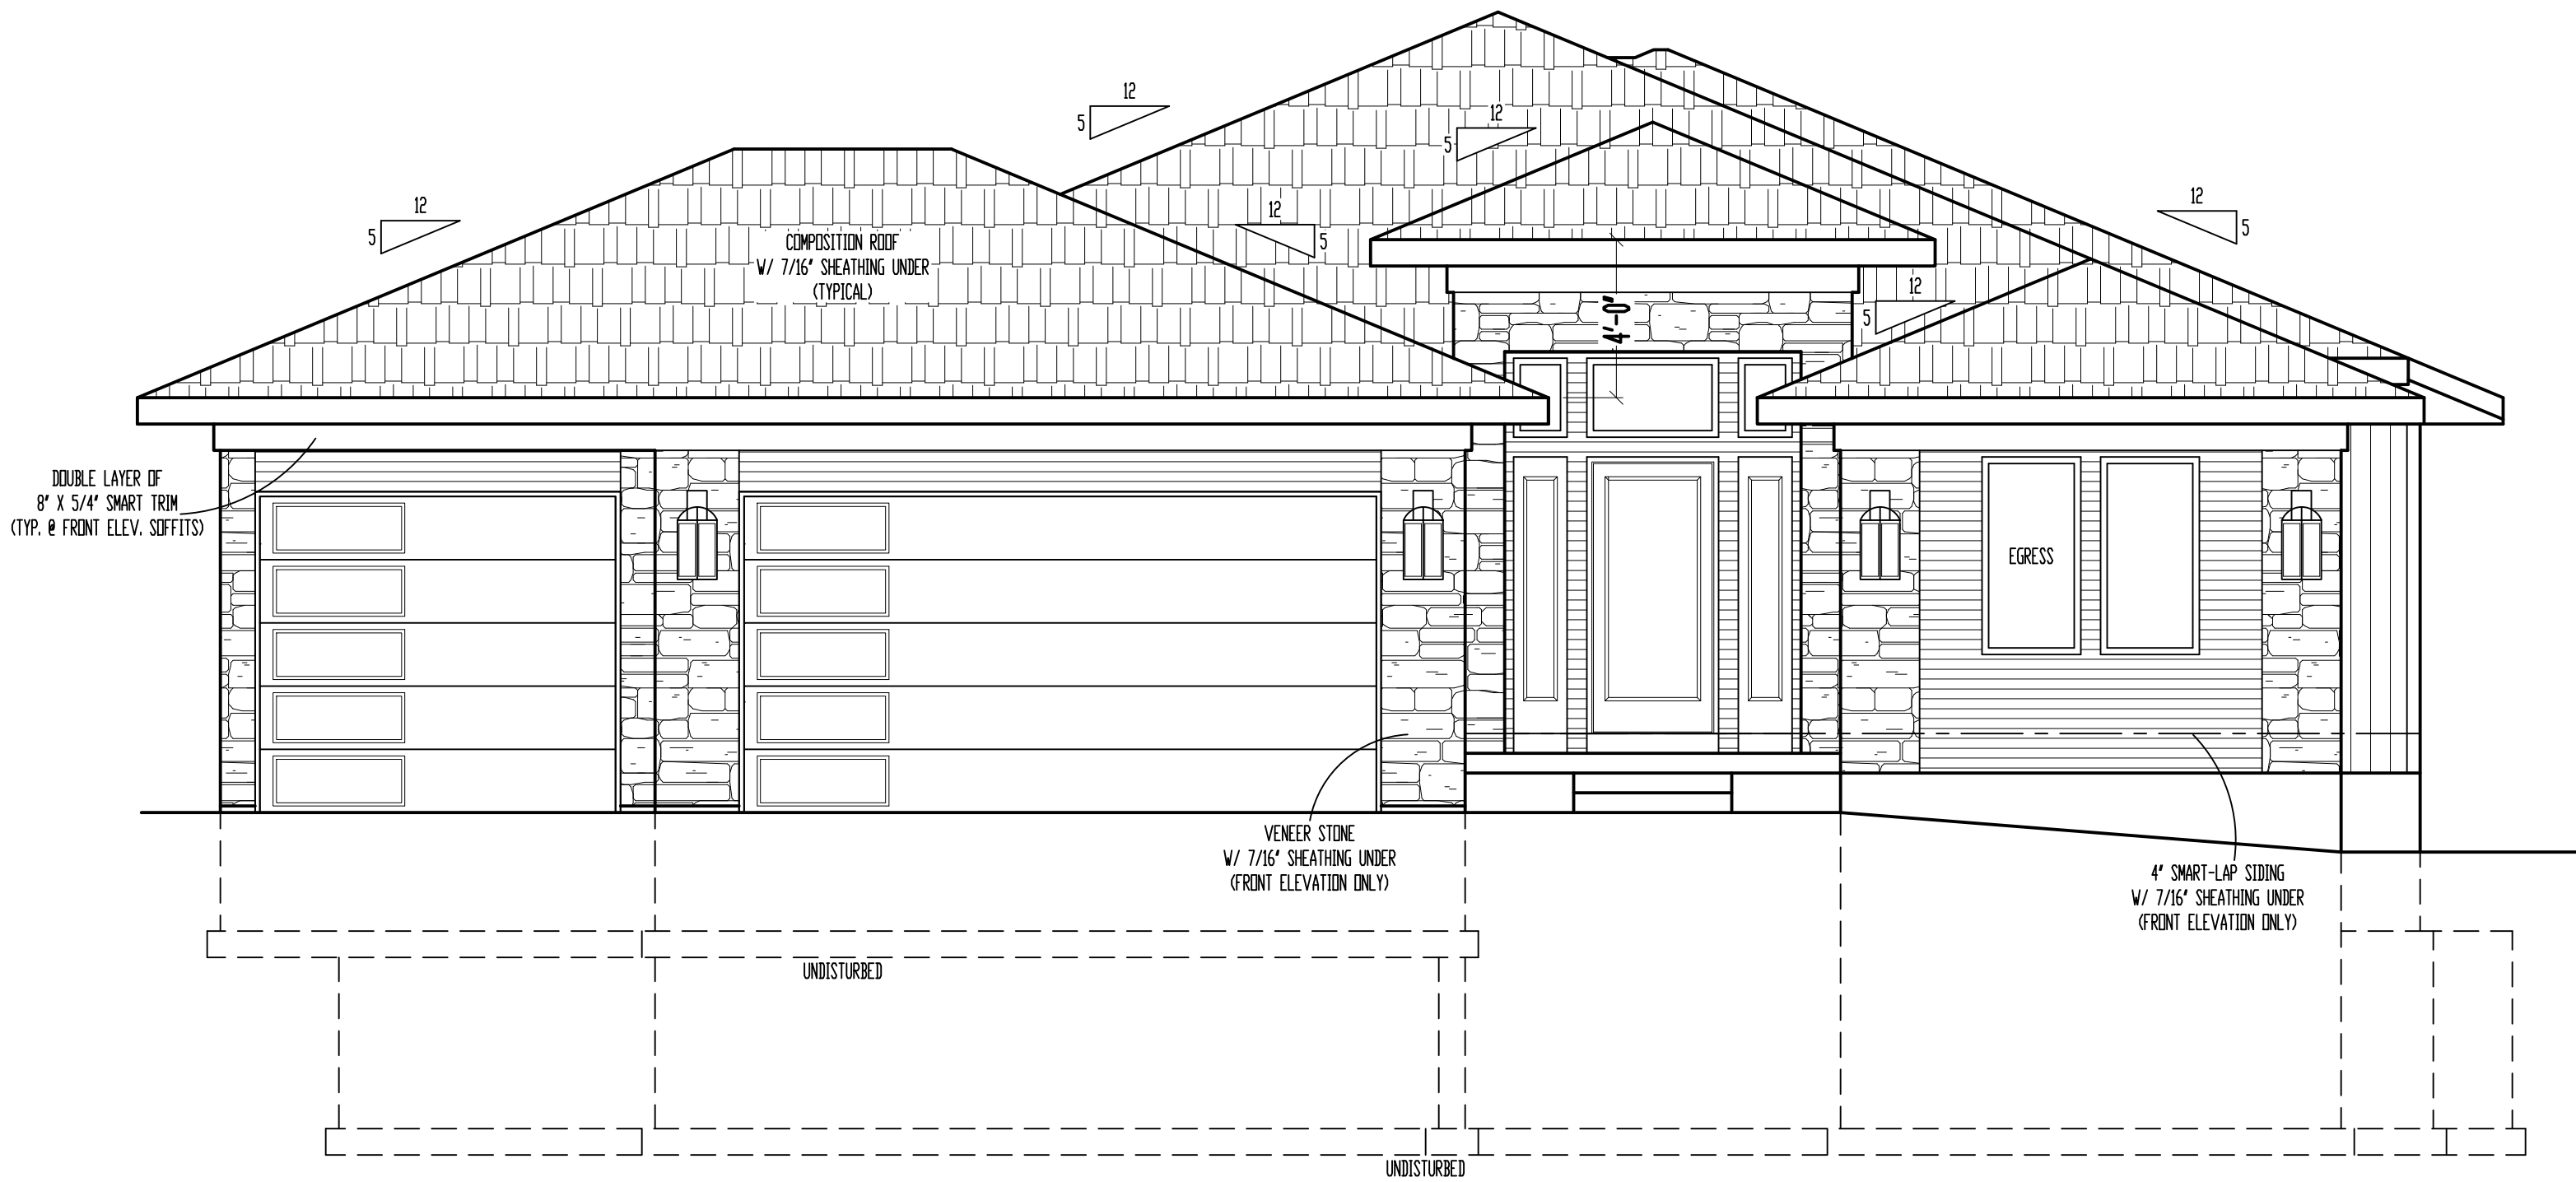 12
5
12
5
12
5
12
5
12
5
12
5
COMPOSITION ROOF
W/ 7/16" SHEATHING UNDER
(TYPICAL)
4'-0"
DOUBLE LAYER OF
8" X 5/4" SMART TRIM
(TYP. @ FRONT ELEV. SOFFITS)
EGRESS
VENEER STONE
W/ 7/16" SHEATHING UNDER
(FRONT ELEVATION ONLY)
4" SMART-LAP SIDING
W/ 7/16" SHEATHING UNDER
(FRONT ELEVATION ONLY)
UNDISTURBED
UNDISTURBED